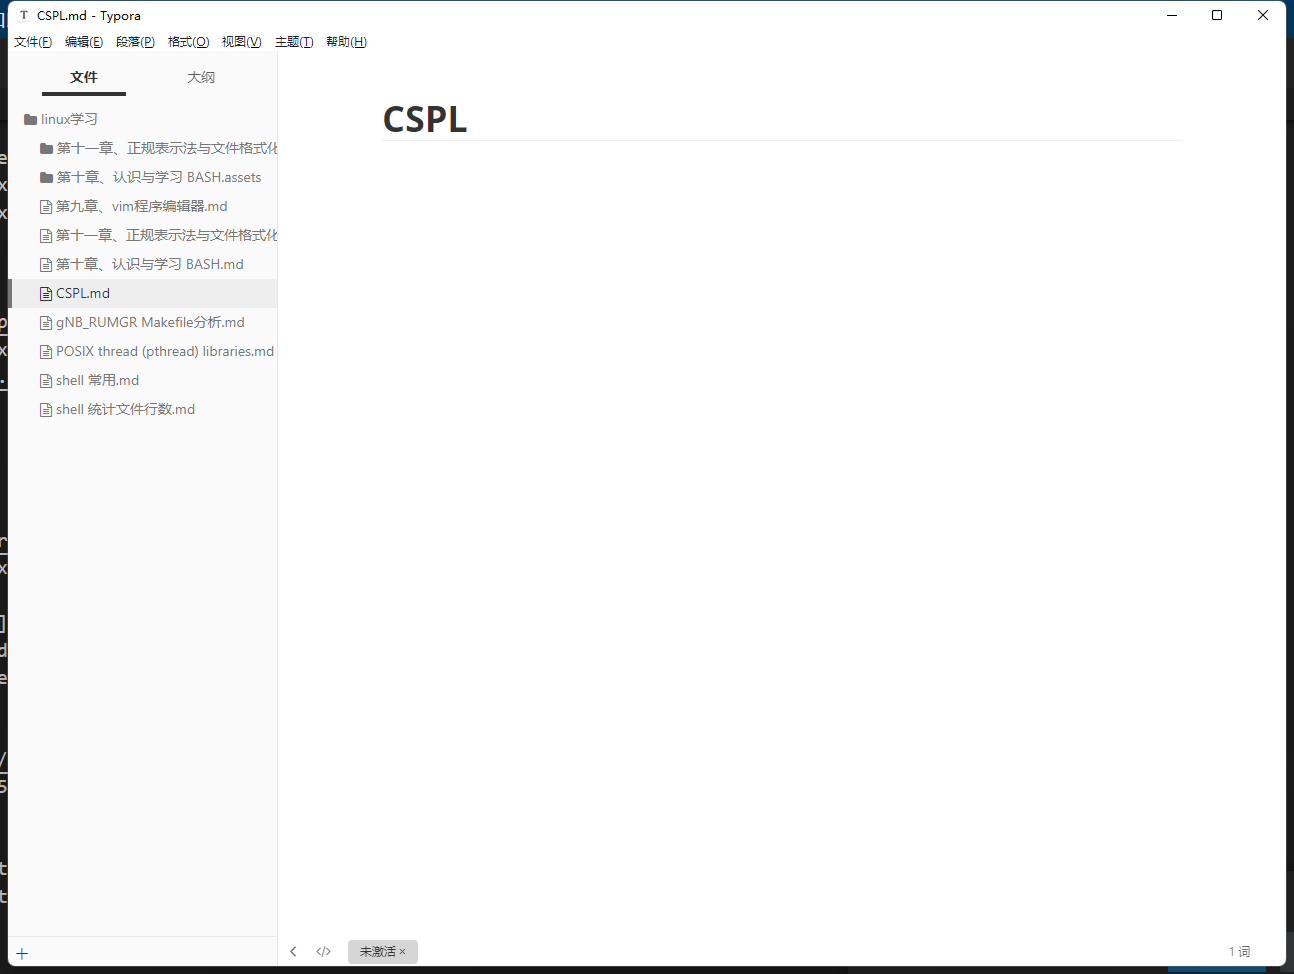 CSPL.md - Typora
文件(F) 编辑(E) 段落(P) 格式(O) 视图(V) 主题(T) 帮助(H)
文件 大纲
linux学习
第十一章、正规表示法与文件格式化
第十章、认识与学习 BASH.assets
第九章、vim程序编辑器.md
第十一章、正规表示法与文件格式化
第十章、认识与学习 BASH.md
CSPL.md
gNB_RUMGR Makefile分析.md
POSIX thread (pthread) libraries.md
shell 常用.md
shell 统计文件行数.md
CSPL
未激活 ×
1 词